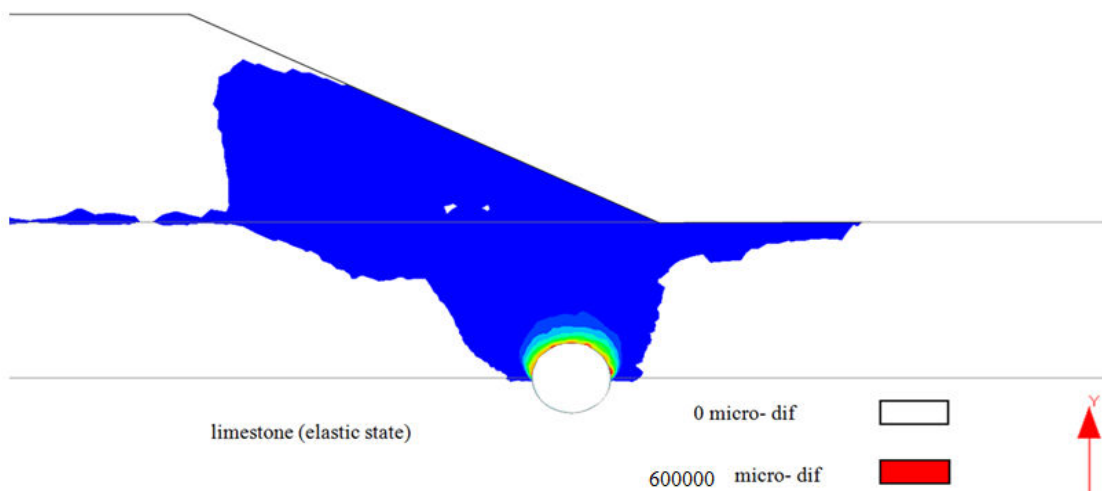 0 micro- dif
limestone (elastic state)
600000 micro- dif
Y